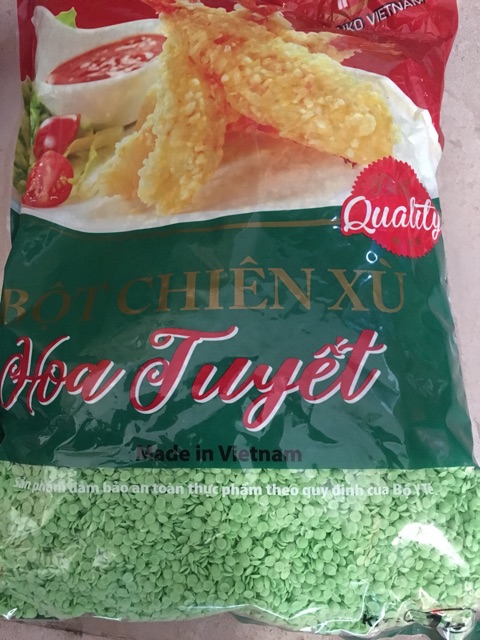 VIETNAM
Quality
BỘT CHIÊN XÙ
Hoa Tuyết
Made in Vietnam
Sản phẩm đảm bảo an toàn thực phẩm theo quy định của Bộ Y Tế